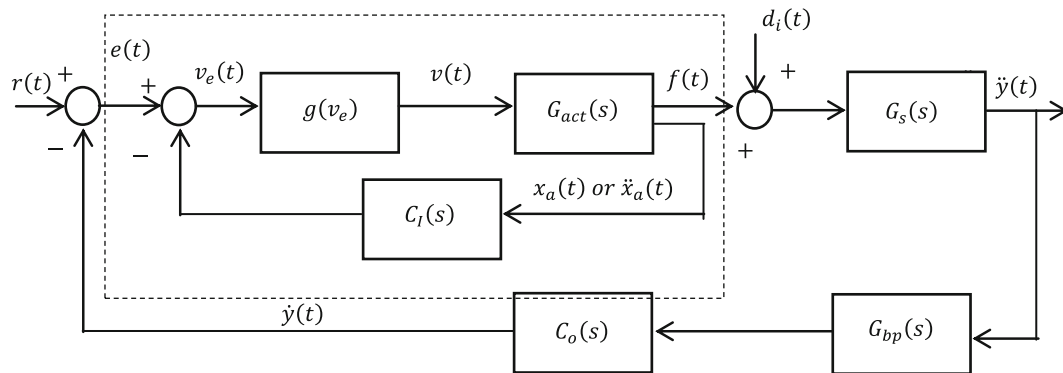 d_i(t)
e(t)
r(t) + + v_e(t) v(t) f(t) + ÿ(t)
g(v_e) G_act(s) G_s(s)
− − +
x_a(t) or ẍ_a(t)
C_I(s)
ẏ(t)
C_o(s) G_bp(s)